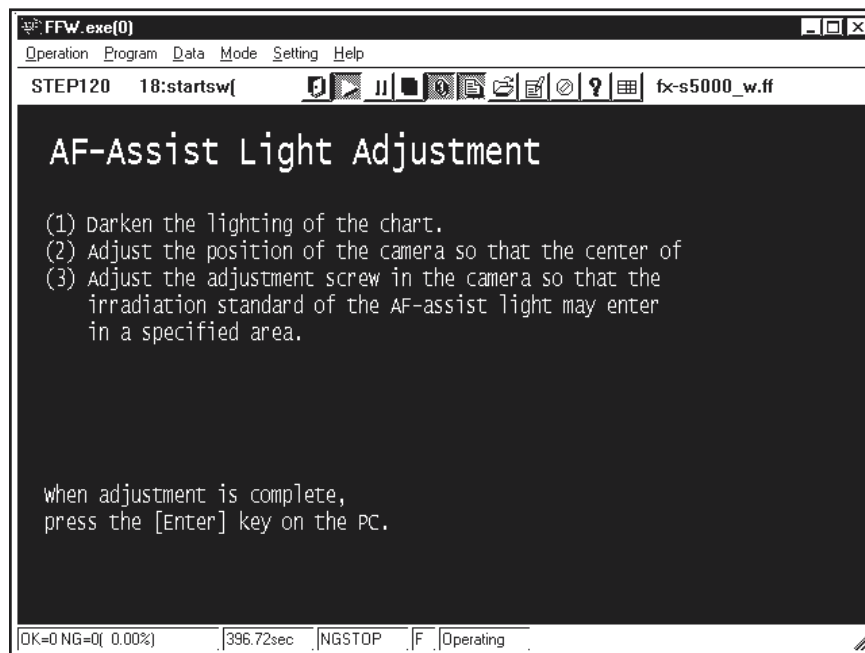 FFW.exe(0)
Operation Program Data Mode Setting Help
STEP120 18:startsw( fx-s5000_w.ff
AF-Assist Light Adjustment
(1) Darken the lighting of the chart.
(2) Adjust the position of the camera so that the center of
(3) Adjust the adjustment screw in the camera so that the
irradiation standard of the AF-assist light may enter
in a specified area.
When adjustment is complete,
press the [Enter] key on the PC.
OK=0 NG=0( 0.00%) 396.72sec NGSTOP F Operating